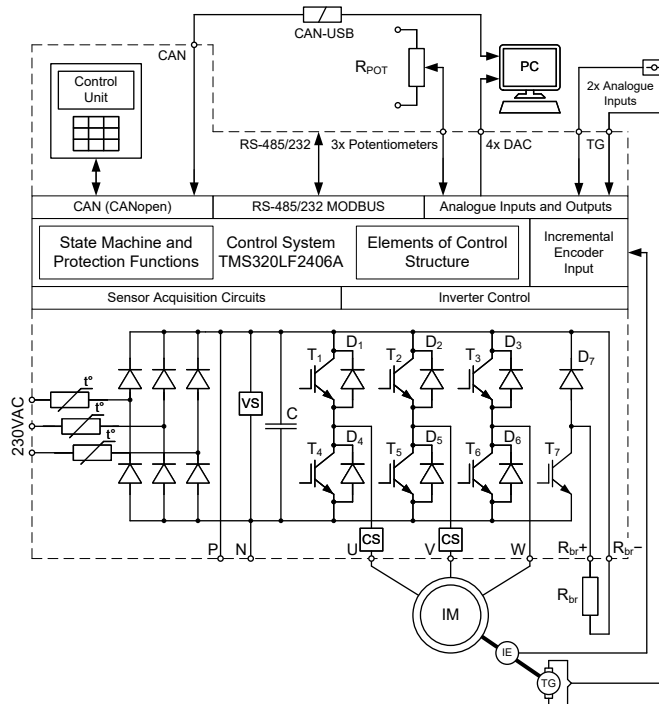 CAN-USB
CAN
R_POT
PC
2x Analogue
Inputs
Control
Unit
RS-485/232
3x Potentiometers
4x DAC
TG
CAN (CANopen)
RS-485/232 MODBUS
Analogue Inputs and Outputs
State Machine and
Protection Functions
Control System
TMS320LF2406A
Elements of Control
Structure
Incremental
Encoder
Input
Sensor Acquisition Circuits
Inverter Control
230VAC
t°
t°
t°
VS
C
T1
D1
T2
D2
T3
D3
D7
T4
D4
T5
D5
T6
D6
T7
CS
CS
P
N
U
V
W
Rbr+
Rbr−
Rbr
IM
IE
TG